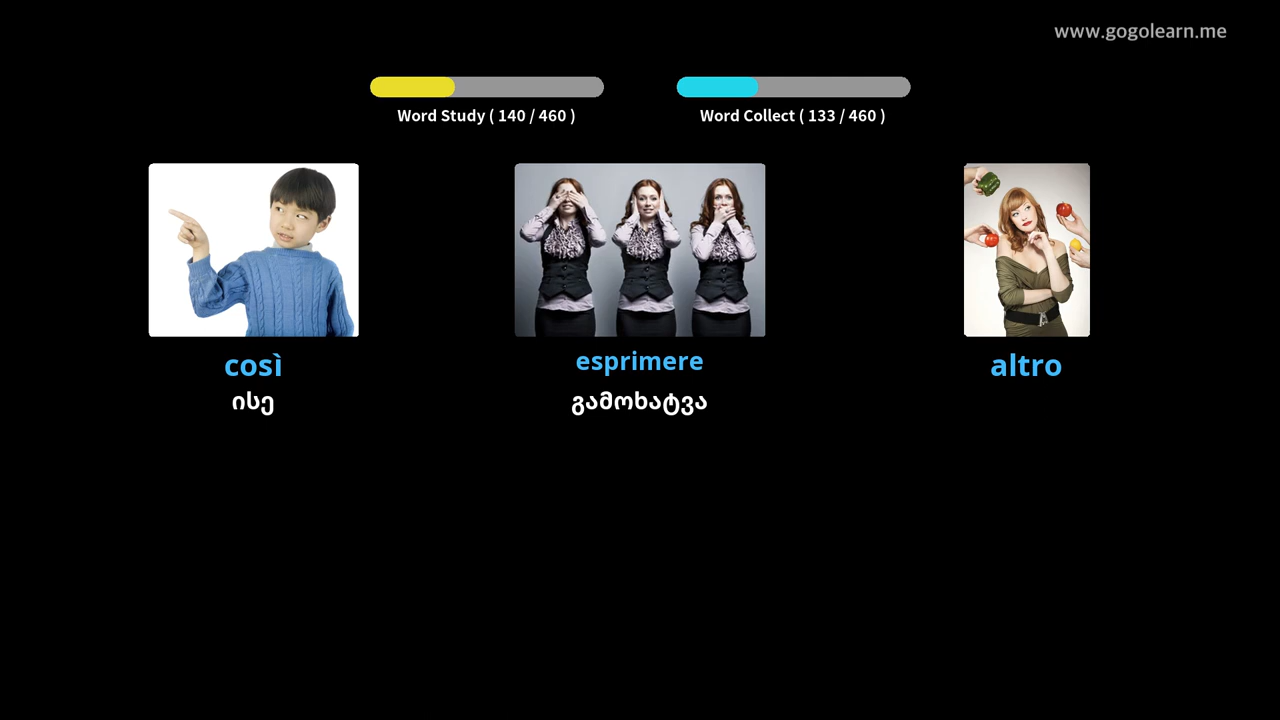 www.gogolearn.me
Word Study ( 140 / 460 )
Word Collect ( 133 / 460 )
così
ისე
esprimere
გამოხატვა
altro